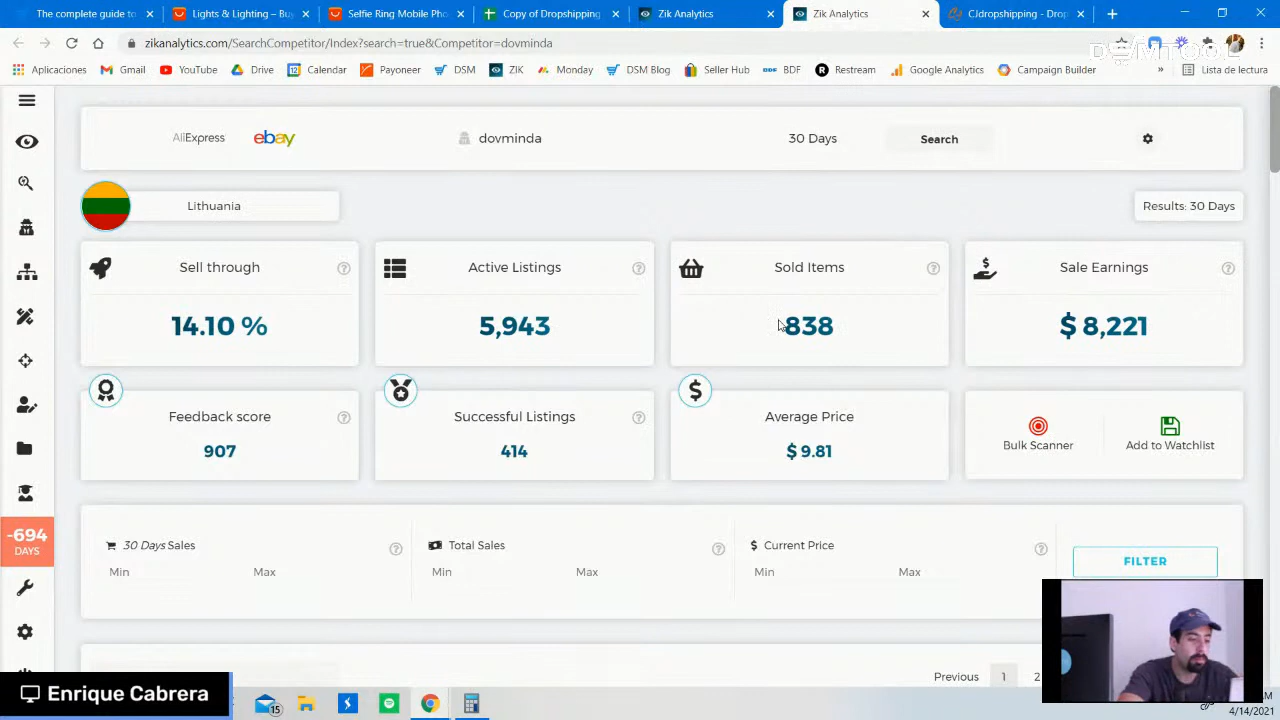 The complete guide to
Lights & Lighting – Bu
Selfie Ring Mobile Pho
Copy of Dropshipping
Zik Analytics
Zik Analytics
CJdropshipping - Drop
zikanalytics.com/SearchCompetitor/Index?search=true&Competitor=dovminda
DSMTOOL
Aplicaciones
Gmail
YouTube
Drive
Calendar
Payoneer
DSM
ZIK
Monday
DSM Blog
Seller Hub
BDF
Restream
Google Analytics
Campaign Builder
»
Lista de lectura
AliExpress
ebay
dovminda
30 Days
Search
Lithuania
Results: 30 Days
Sell through
Active Listings
Sold Items
Sale Earnings
14.10 %
5,943
838
$ 8,221
Feedback score
Successful Listings
Average Price
907
414
$ 9.81
Bulk Scanner
Add to Watchlist
-694
DAYS
30 Days Sales
Total Sales
$ Current Price
Min
Max
Min
Max
Min
Max
FILTER
Previous
1
2
Enrique Cabrera
15
4/14/2021